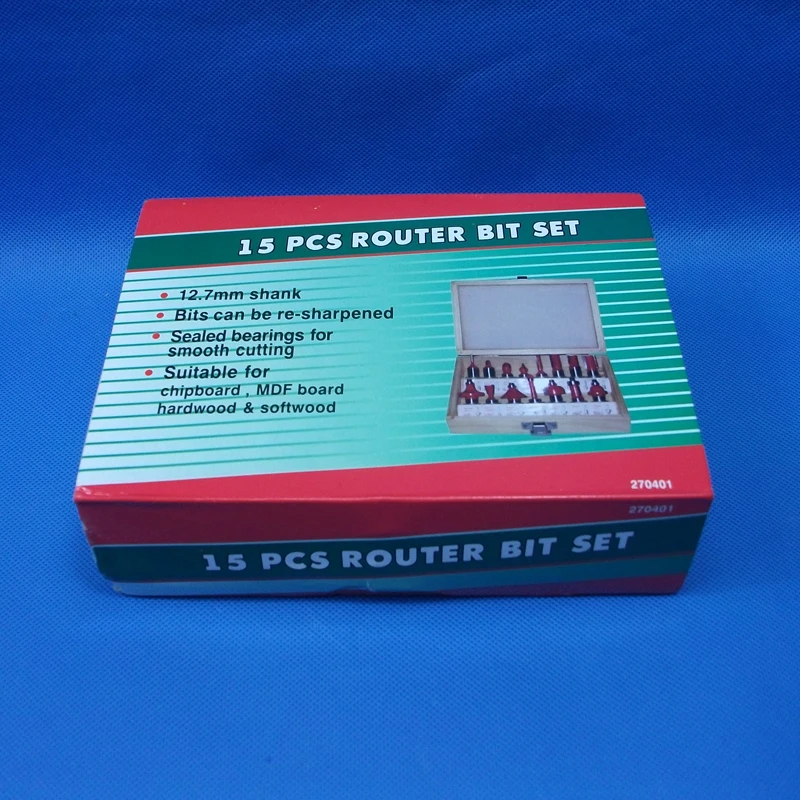 15 PCS ROUTER BIT SET
• 12.7mm shank
• Bits can be re-sharpened
• Sealed bearings for
smooth cutting
• Suitable for
chipboard , MDF board
hardwood & softwood
270401
270401
15 PCS ROUTER BIT SET